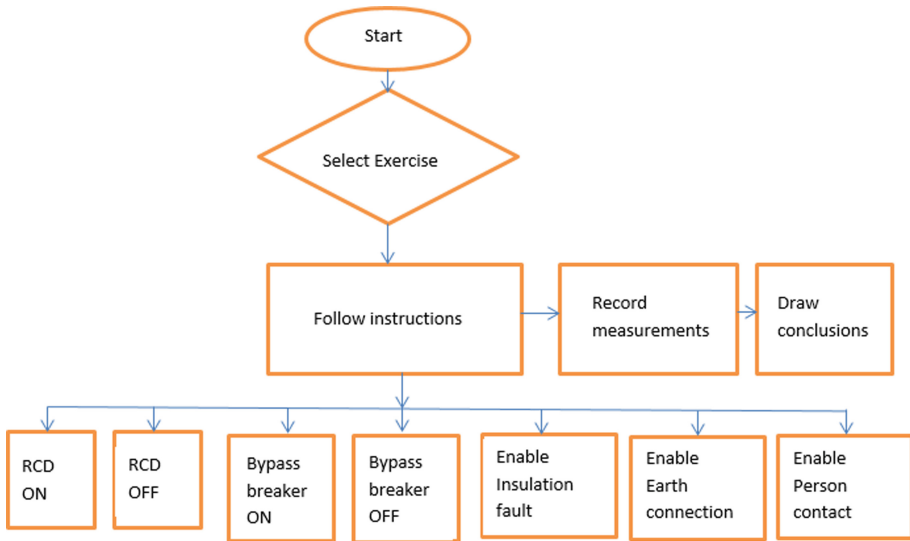 Start
Select Exercise
Follow instructions
Record
measurements
Draw
conclusions
RCD
ON
RCD
OFF
Bypass
breaker
ON
Bypass
breaker
OFF
Enable
Insulation
fault
Enable
Earth
connection
Enable
Person
contact